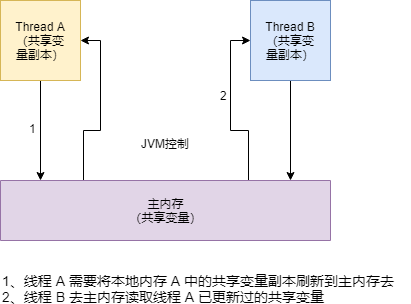 Thread A
（共享变
量副本）
Thread B
（共享变
量副本）
1
2
JVM控制
主内存
（共享变量）
1、线程 A 需要将本地内存 A 中的共享变量副本刷新到主内存去
2、线程 B 去主内存读取线程 A 已更新过的共享变量